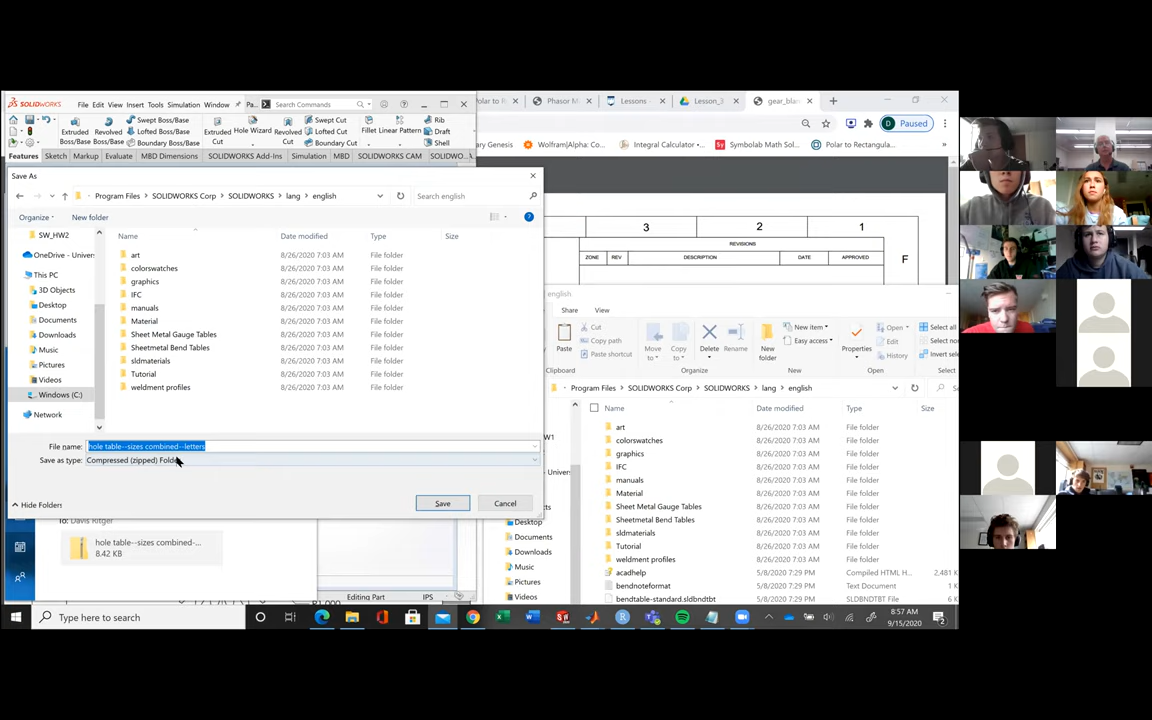 SOLIDWORKS File Edit View Insert Tools Simulation Window Pa... Search Commands
Extruded Boss/Base Revolved Boss/Base Swept Boss/Base Lofted Boss/Base Boundary Boss/Base Extruded Cut Hole Wizard Revolved Cut Swept Cut Lofted Cut Boundary Cut Fillet Linear Pattern Rib Draft Shell
Features Sketch Markup Evaluate MBD Dimensions SOLIDWORKS Add-Ins Simulation MBD SOLIDWORKS CAM SOLIDWO...
Polar to R Phasor M Lessons Lesson_3 gear_bla
Paused
ary Genesis Wolfram|Alpha: Co... Integral Calculator •... Symbolab Math Sol... Polar to Rectangula...
Save As
Program Files SOLIDWORKS Corp SOLIDWORKS lang english Search english
Organize New folder
Name Date modified Type Size
art 8/26/2020 7:03 AM File folder
colorswatches 8/26/2020 7:03 AM File folder
graphics 8/26/2020 7:03 AM File folder
IFC 8/26/2020 7:03 AM File folder
manuals 8/26/2020 7:03 AM File folder
Material 8/26/2020 7:03 AM File folder
Sheet Metal Gauge Tables 8/26/2020 7:03 AM File folder
Sheetmetal Bend Tables 8/26/2020 7:03 AM File folder
sldmaterials 8/26/2020 7:03 AM File folder
Tutorial 8/26/2020 7:03 AM File folder
weldment profiles 8/26/2020 7:03 AM File folder
SW_HW2
OneDrive - Univer
This PC
3D Objects
Desktop
Documents
Downloads
Music
Pictures
Videos
Windows (C:)
Network
File name: hole table--sizes combined--letters
Save as type: Compressed (zipped) Folder
Hide Folders Save Cancel
Davis Ritger
hole table--sizes combined-...
8.42 KB
Editing Part IPS
3 2 1
REVISIONS
ZONE REV DESCRIPTION DATE APPROVED
F
english
Share View
Paste Cut Copy path Paste shortcut Move to Copy to Delete Rename New folder New item Easy access Properties Open Edit History Select all Select no Invert selec
Clipboard Organize New Open Select
Program Files SOLIDWORKS Corp SOLIDWORKS lang english
Name Date modified Type Size
art 8/26/2020 7:03 AM File folder
colorswatches 8/26/2020 7:03 AM File folder
graphics 8/26/2020 7:03 AM File folder
IFC 8/26/2020 7:03 AM File folder
manuals 8/26/2020 7:03 AM File folder
Material 8/26/2020 7:03 AM File folder
Sheet Metal Gauge Tables 8/26/2020 7:03 AM File folder
Sheetmetal Bend Tables 8/26/2020 7:03 AM File folder
sldmaterials 8/26/2020 7:03 AM File folder
Tutorial 8/26/2020 7:03 AM File folder
weldment profiles 8/26/2020 7:03 AM File folder
acadhelp 5/8/2020 7:29 PM Compiled HTML H... 2,481 K
bendnoteformat 5/8/2020 7:29 PM Text Document 1 K
bendtable-standard.sldbndtbt 5/8/2020 7:29 PM SLDBNDTBT File 6 K
Desktop
Documents
Downloads
Music
Pictures
Videos
Type here to search
8:57 AM
9/15/2020